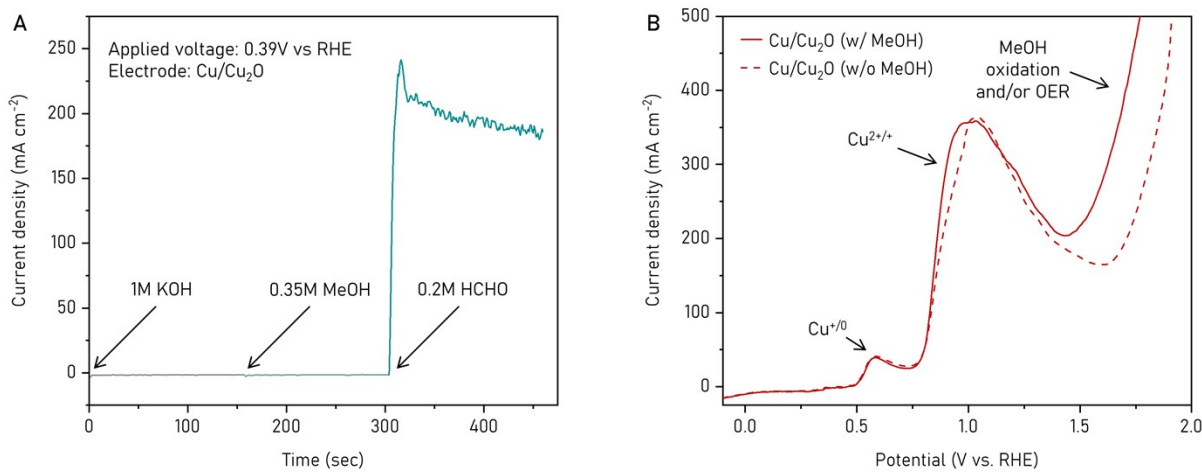 A
Applied voltage: 0.39V vs RHE
Electrode: Cu/Cu₂O
1M KOH
0.35M MeOH
0.2M HCHO
250
200
150
100
50
0
0
100
200
300
400
Time (sec)
Current density (mA cm⁻²)
B
Cu/Cu₂O (w/ MeOH)
Cu/Cu₂O (w/o MeOH)
MeOH
oxidation
and/or OER
Cu²⁺/⁺
Cu⁺/⁰
500
400
300
200
100
0
0.0
0.5
1.0
1.5
2.0
Potential (V vs. RHE)
Current density (mA cm⁻²)